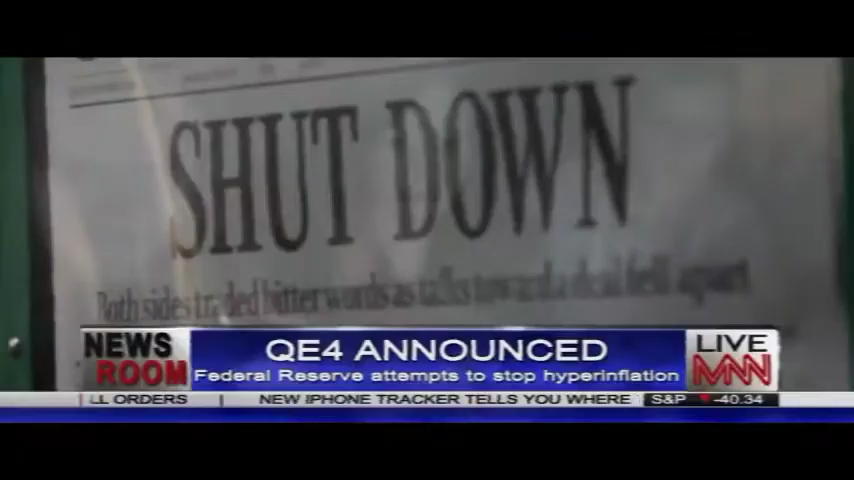 SHUT DOWN
Both sides traded bitter words as talks toward a deal fell apart
NEWS
ROOM
QE4 ANNOUNCED
Federal Reserve attempts to stop hyperinflation
LIVE
MNN
LL ORDERS | NEW IPHONE TRACKER TELLS YOU WHERE S&P -40.34